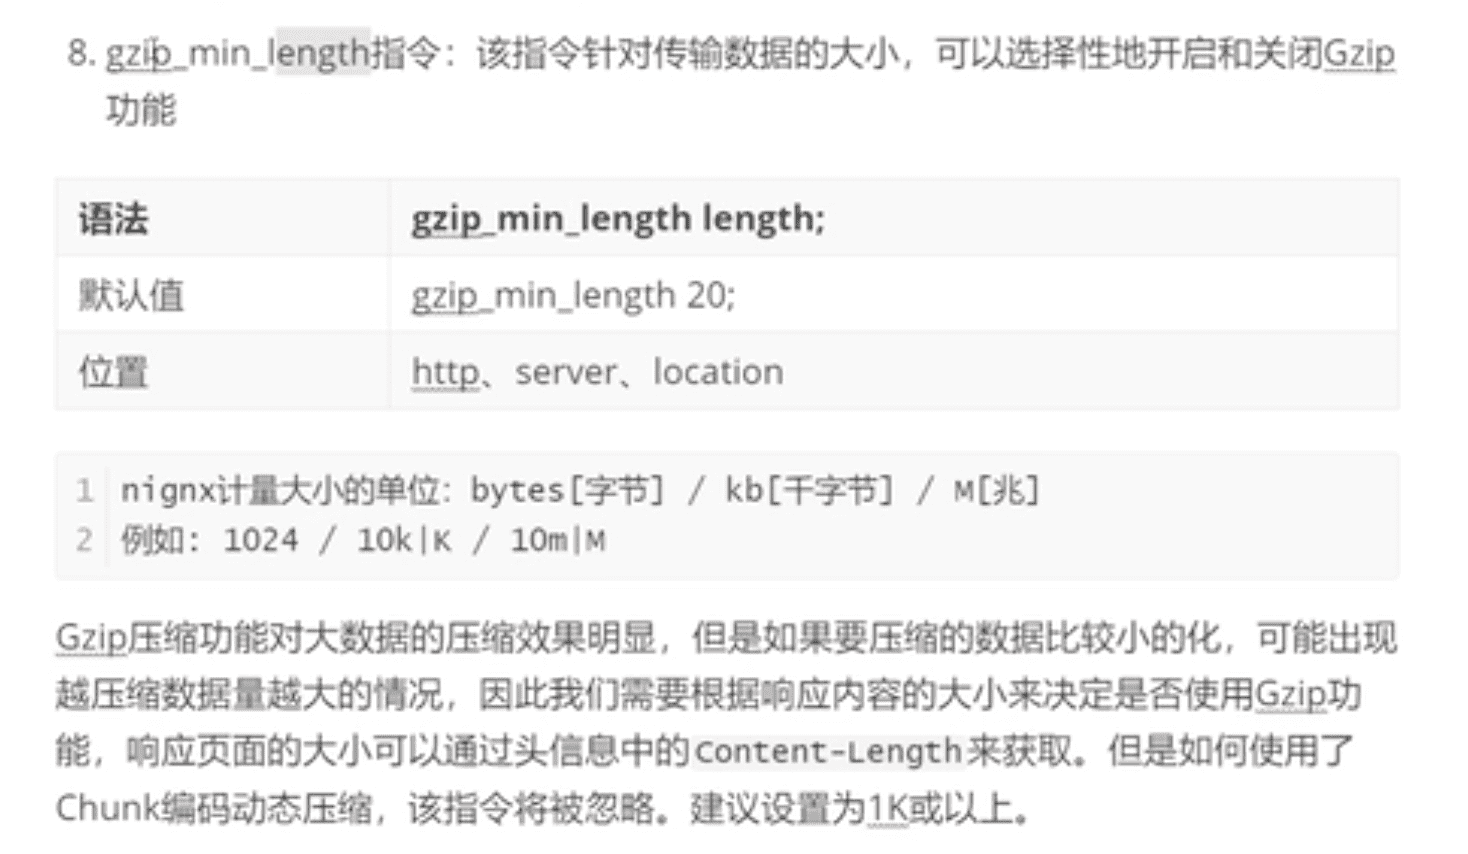 8. gzip_min_length指令：该指令针对传输数据的大小，可以选择性地开启和关闭Gzip
功能
语法 gzip_min_length length;
默认值 gzip_min_length 20;
位置 http、server、location
1 nignx计量大小的单位：bytes[字节] / kb[千字节] / M[兆]
2 例如: 1024 / 10k|K / 10m|M
Gzip压缩功能对大数据的压缩效果明显，但是如果要压缩的数据比较小的化，可能出现
越压缩数据量越大的情况，因此我们需要根据响应内容的大小来决定是否使用Gzip功
能，响应页面的大小可以通过头信息中的Content-Length来获取。但是如何使用了
Chunk编码动态压缩，该指令将被忽略。建议设置为1K或以上。